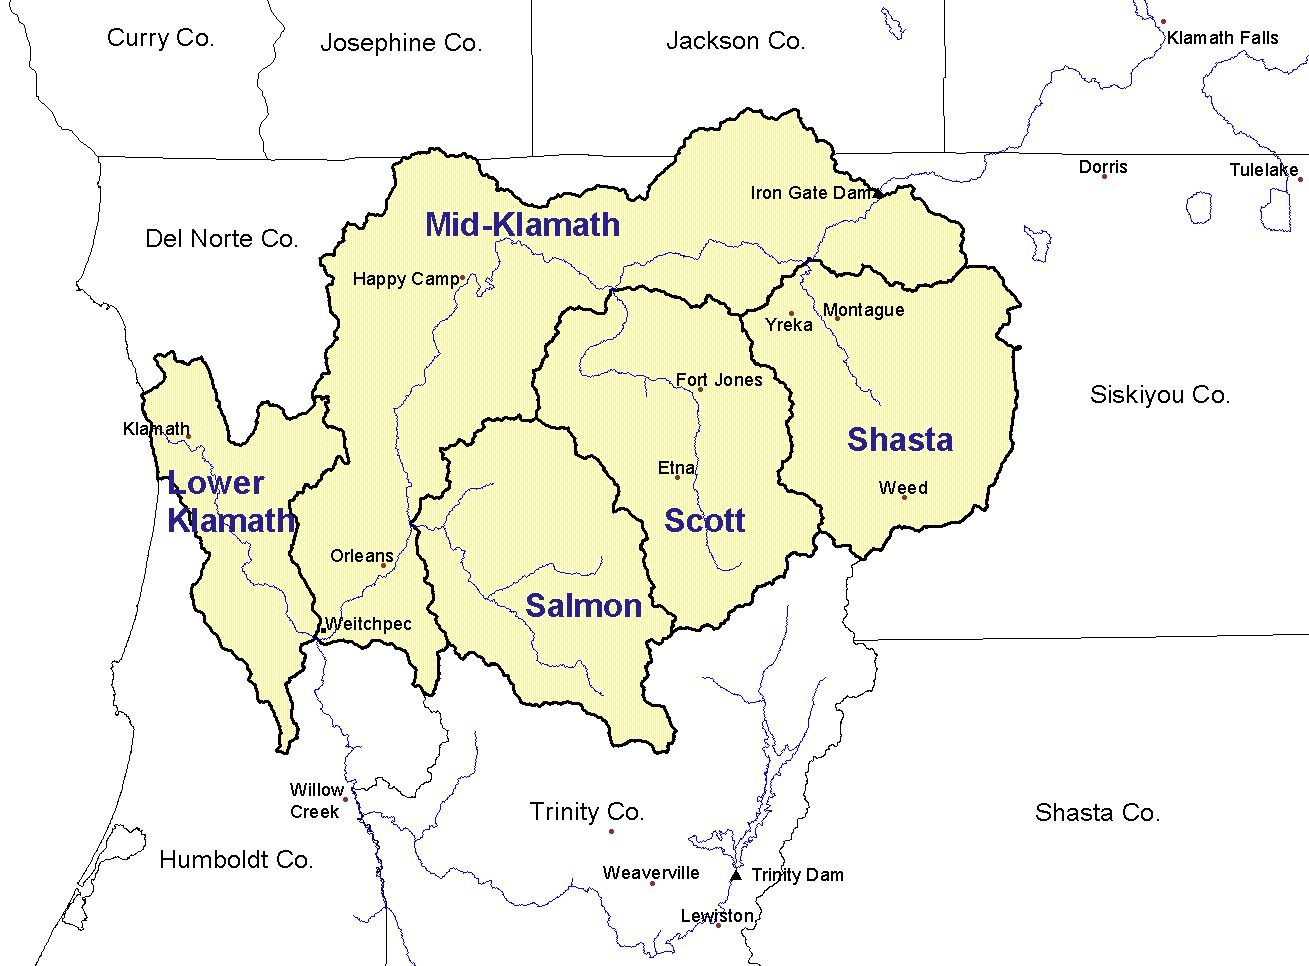 Curry Co.
Josephine Co.
Jackson Co.
Klamath Falls
Dorris
Tulelake
Iron Gate Dam
Mid-Klamath
Del Norte Co.
Happy Camp
Yreka
Montague
Fort Jones
Siskiyou Co.
Klamath
Shasta
Lower
Klamath
Etna
Weed
Scott
Orleans
Salmon
Weitchpec
Willow
Creek
Trinity Co.
Shasta Co.
Humboldt Co.
Weaverville
Trinity Dam
Lewiston